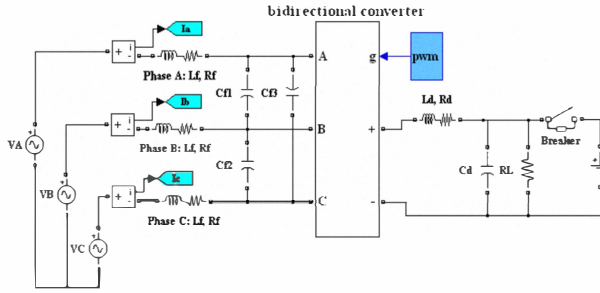 bidirectional converter
Ia
i
-
+
A
g
pwm
Phase A: Lf, Rf
Cf1
Cf3
Ld, Rd
Ib
i
-
+
B
+
Breaker
VA
Phase B: Lf, Rf
Cf2
Cd
RL
VB
Ic
i
-
+
C
-
Phase C: Lf, Rf
VC